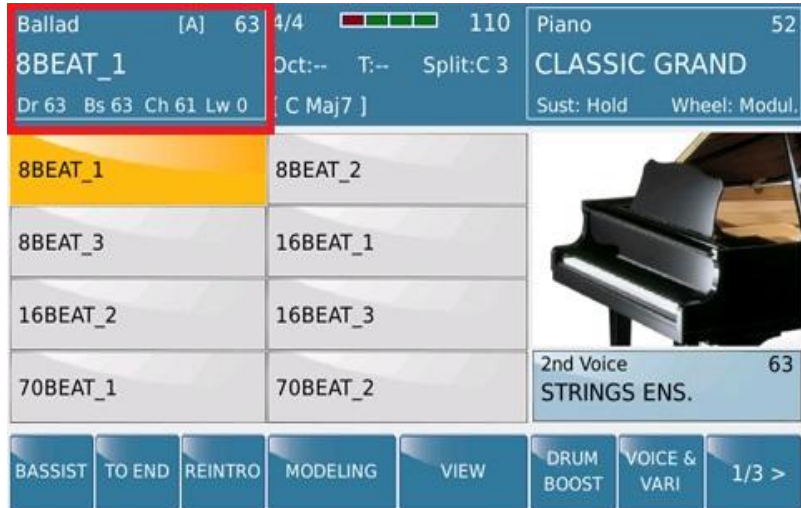 Ballad [A] 63
8BEAT_1
Dr 63 Bs 63 Ch 61 Lw 0
4/4 110
Oct:-- T:-- Split:C 3
[ C Maj7 ]
Piano 52
CLASSIC GRAND
Sust: Hold Wheel: Modul.
8BEAT_1
8BEAT_2
8BEAT_3
16BEAT_1
16BEAT_2
16BEAT_3
70BEAT_1
70BEAT_2
2nd Voice 63
STRINGS ENS.
BASSIST
TO END
REINTRO
MODELING
VIEW
DRUM
BOOST
VOICE &
VARI
1/3 >